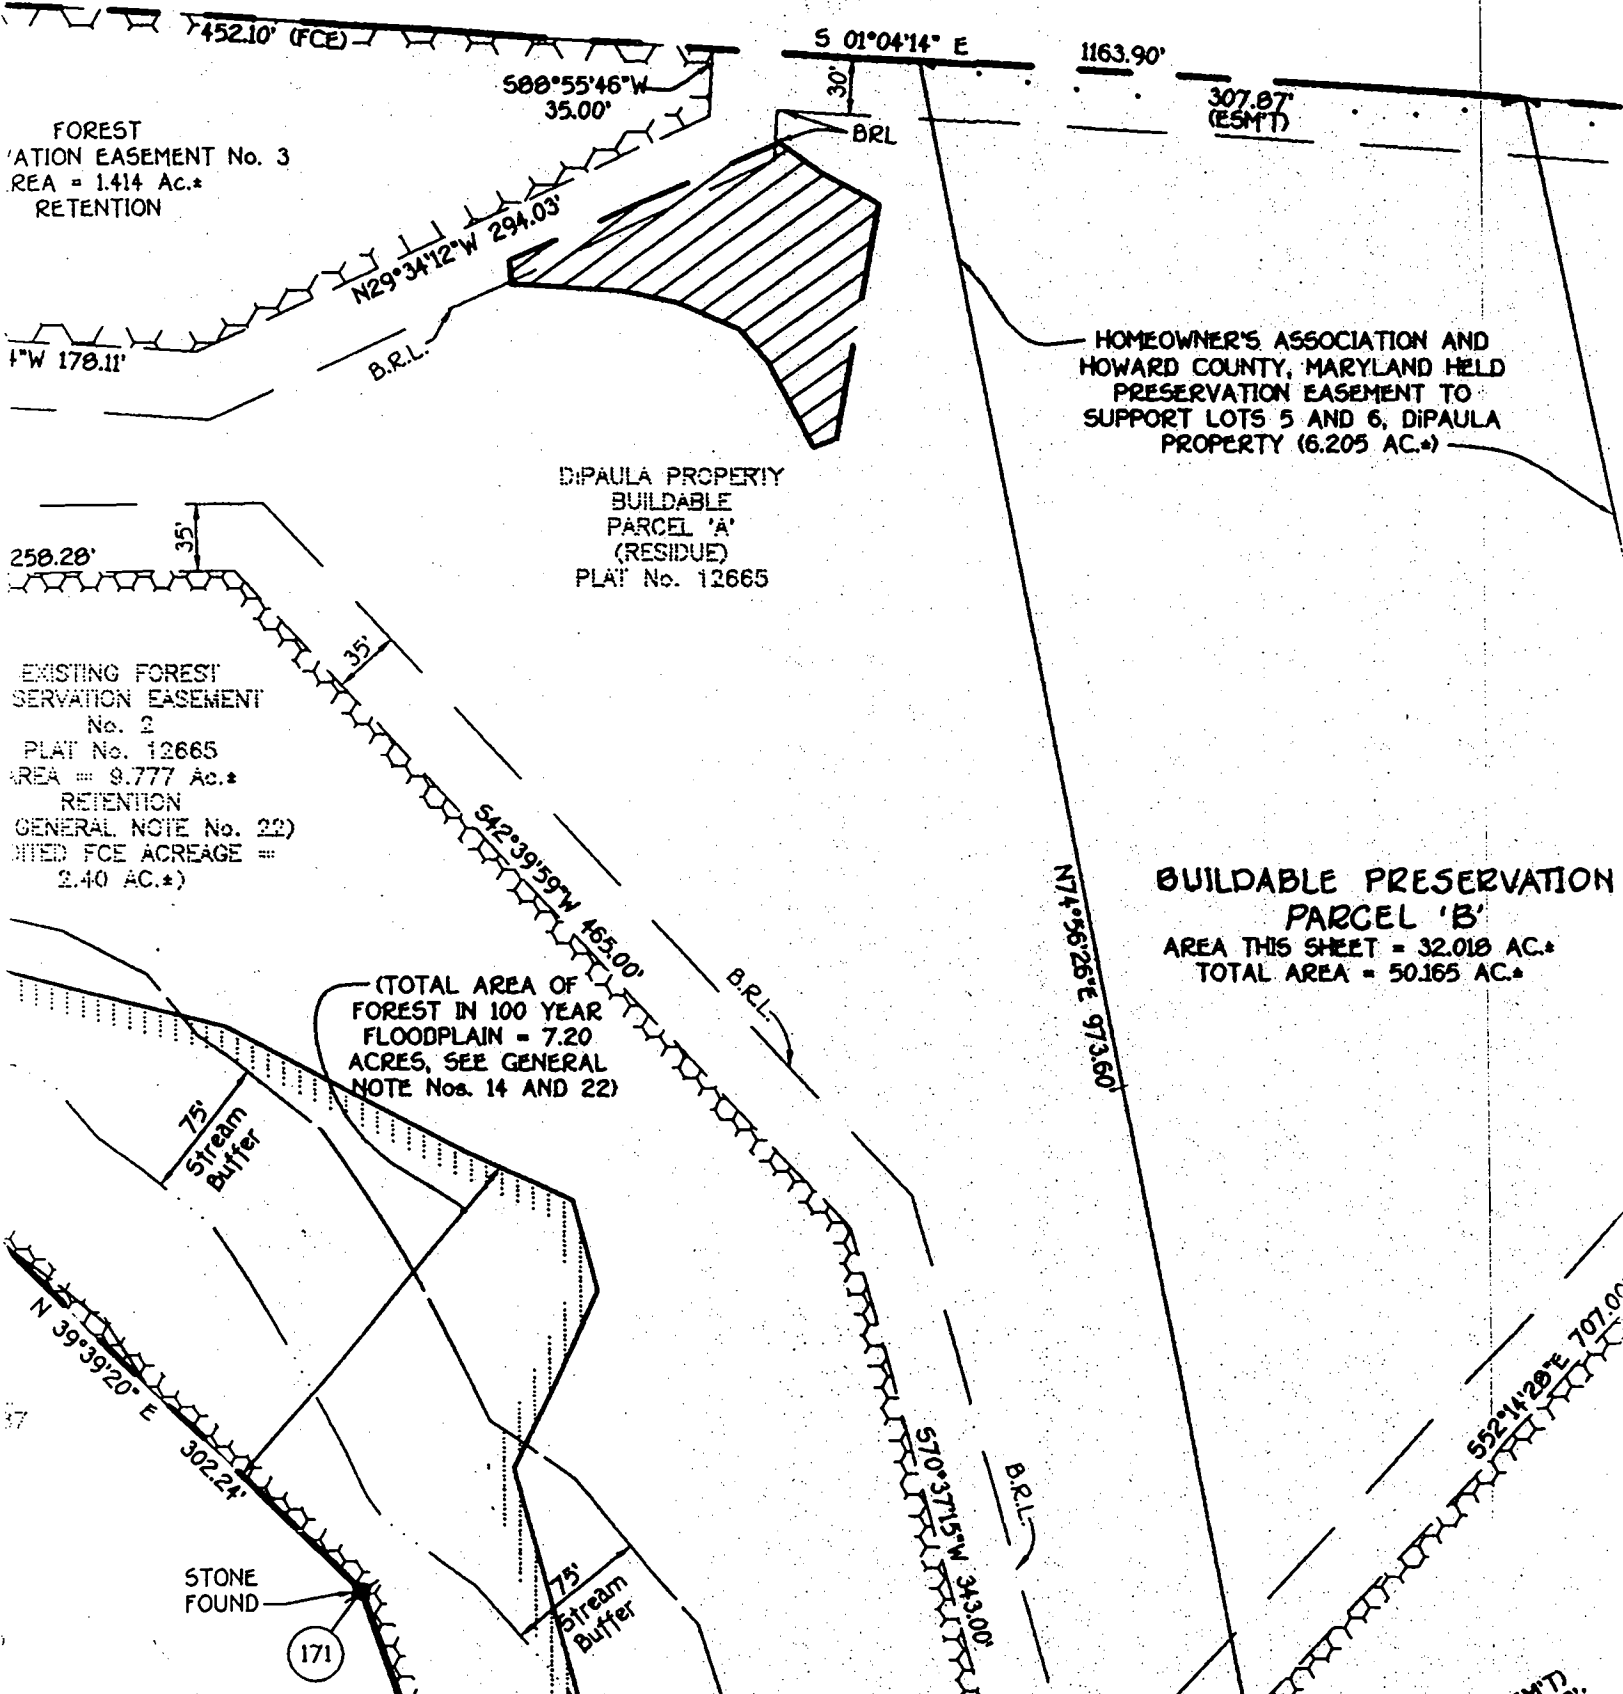 452.10' (FCE)
S 01°04'14" E
1163.90'
S88°55'46"W
35.00'
30'
BRL
307.87'
(ESM'T)
FOREST
'ATION EASEMENT No. 3
REA = 1.414 Ac.±
RETENTION
N29°34'12"W 294.03'
"W 178.11'
B.R.L.
HOMEOWNER'S ASSOCIATION AND
HOWARD COUNTY, MARYLAND HELD
PRESERVATION EASEMENT TO
SUPPORT LOTS 5 AND 6, DiPAULA
PROPERTY (6.205 AC.±)
DiPAULA PROPERTY
BUILDABLE
PARCEL 'A'
(RESIDUE)
PLAT No. 12665
35'
258.28'
35'
EXISTING FOREST
SERVATION EASEMENT
No. 2
PLAT No. 12665
AREA = 9.777 Ac.±
RETENTION
GENERAL NOTE No. 22)
DITED FCE ACREAGE =
2.40 AC.±)
S42°39'59"W 465.00'
N74°56'26"E 973.60'
BUILDABLE PRESERVATION
PARCEL 'B'
AREA THIS SHEET = 32.018 AC.±
TOTAL AREA = 50.165 AC.±
B.R.L.
(TOTAL AREA OF
FOREST IN 100 YEAR
FLOODPLAIN = 7.20
ACRES, SEE GENERAL
NOTE Nos. 14 AND 22)
75'
Stream
Buffer
N 39°39'20" E
302.24'
37
S52°14'28"E 707.00
S70°37'15"W 343.00'
B.R.L.
STONE
FOUND
171
75'
Stream
Buffer
M'T)